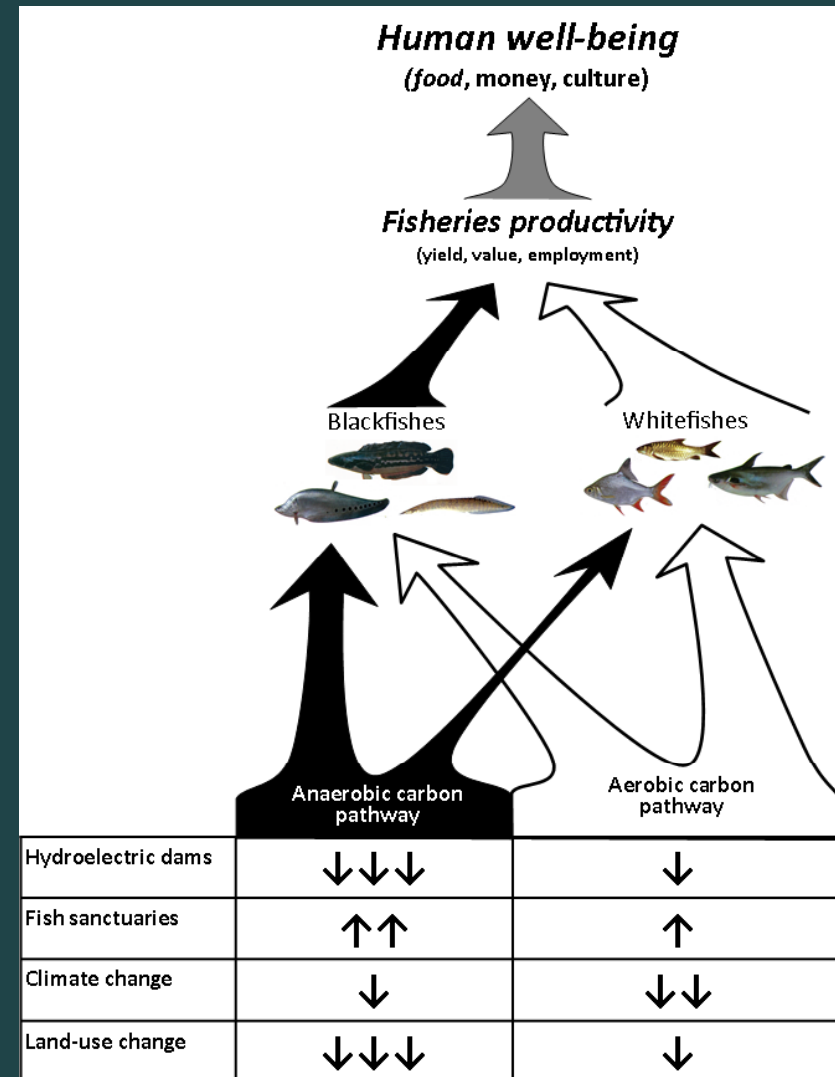 Human well-being
(food, money, culture)
Fisheries productivity
(yield, value, employment)
Blackfishes
Whitefishes
Anaerobic carbon
pathway
Aerobic carbon
pathway
Hydroelectric dams ↓↓↓ ↓
Fish sanctuaries ↑↑ ↑
Climate change ↓ ↓↓
Land-use change ↓↓↓ ↓